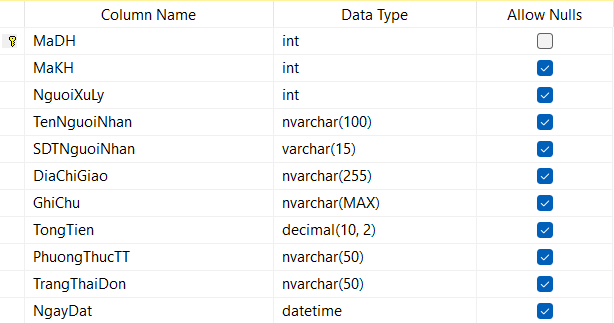 Column Name Data Type Allow Nulls
MaDH int
MaKH int
NguoiXuLy int
TenNguoiNhan nvarchar(100)
SDTNguoiNhan varchar(15)
DiaChiGiao nvarchar(255)
GhiChu nvarchar(MAX)
TongTien decimal(10, 2)
PhuongThucTT nvarchar(50)
TrangThaiDon nvarchar(50)
NgayDat datetime